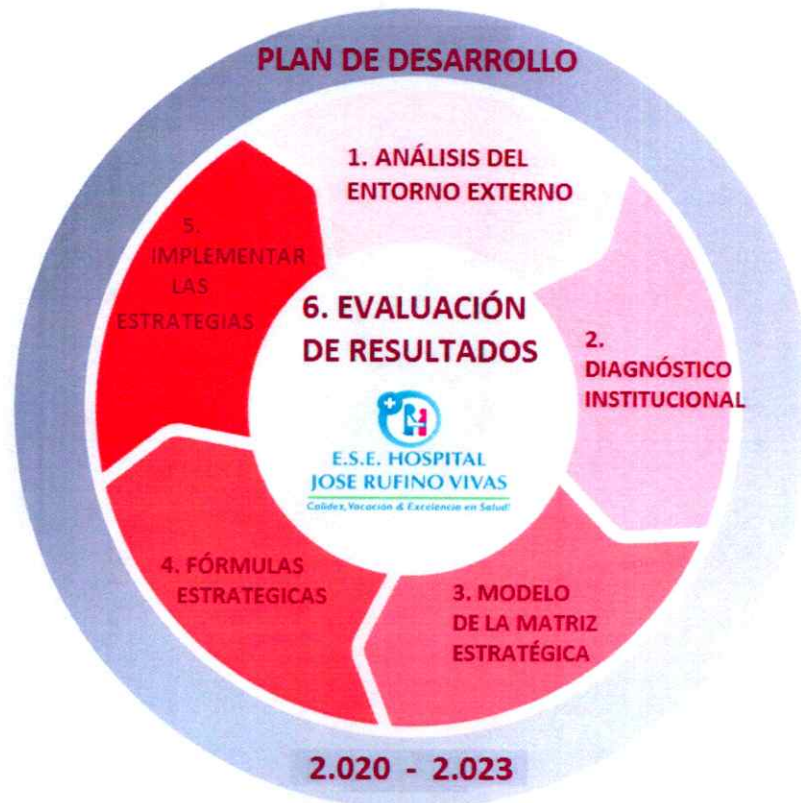 PLAN DE DESARROLLO
1. ANÁLISIS DEL
ENTORNO EXTERNO
2.
DIAGNÓSTICO
INSTITUCIONAL
3. MODELO
DE LA MATRIZ
ESTRATÉGICA
4. FÓRMULAS
ESTRATEGICAS
5.
IMPLEMENTAR
LAS
ESTRATEGIAS
6. EVALUACIÓN
DE RESULTADOS
E.S.E. HOSPITAL
JOSE RUFINO VIVAS
Calidez, Vocación & Excelencia en Salud!
2.020 - 2.023